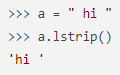 >>> a = " hi "
>>> a.lstrip()
'hi '